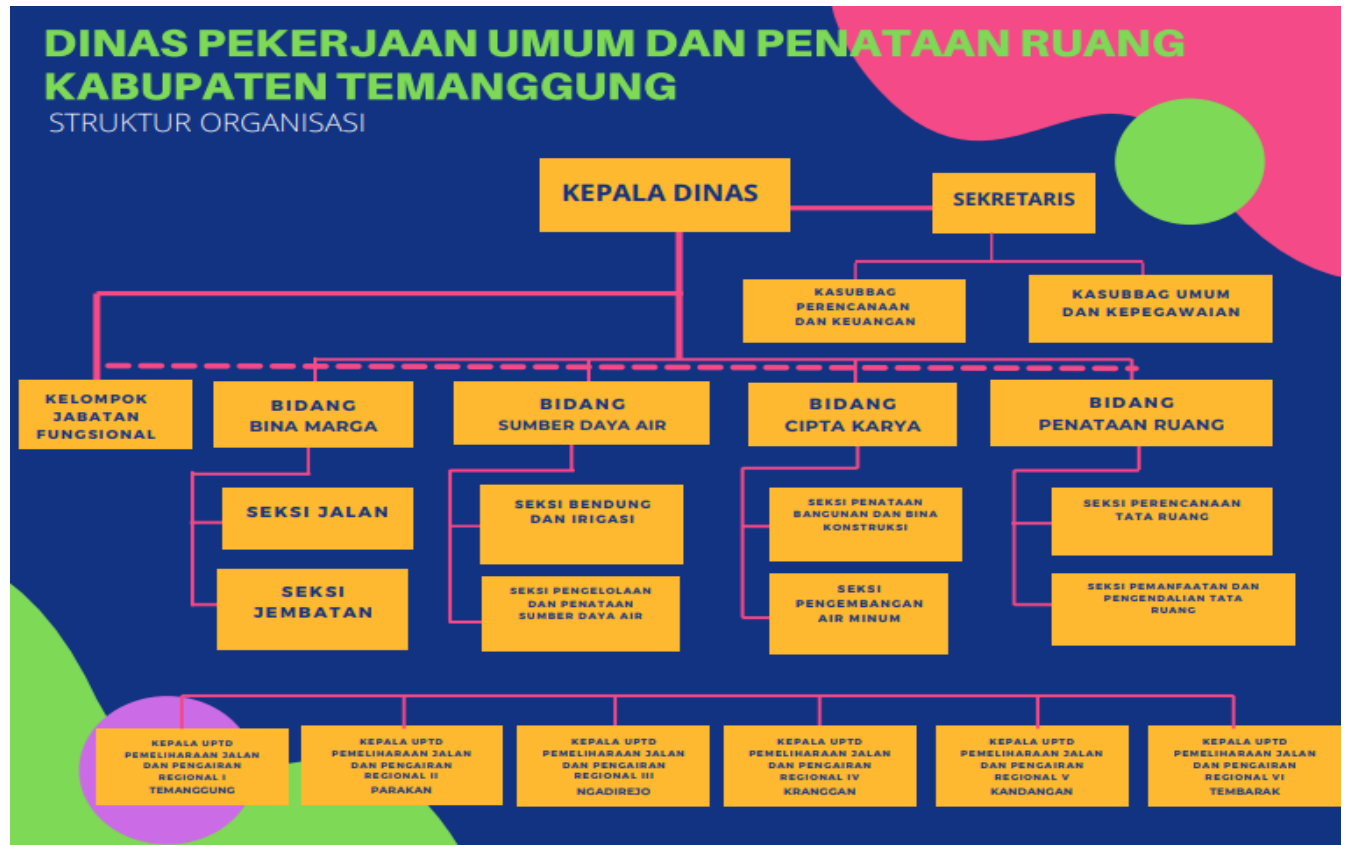 DINAS PEKERJAAN UMUM DAN PENATAAN RUANG
KABUPATEN TEMANGGUNG
STRUKTUR ORGANISASI
KEPALA DINAS
SEKRETARIS
KASUBBAG
PERENCANAAN
DAN KEUANGAN
KASUBBAG UMUM
DAN KEPEGAWAIAN
KELOMPOK
JABATAN
FUNGSIONAL
BIDANG
BINA MARGA
BIDANG
SUMBER DAYA AIR
BIDANG
CIPTA KARYA
BIDANG
PENATAAN RUANG
SEKSI JALAN
SEKSI BENDUNG
DAN IRIGASI
SEKSI PENATAAN
BANGUNAN DAN BINA
KONSTRUKSI
SEKSI PERENCANAAN
TATA RUANG
SEKSI
JEMBATAN
SEKSI PENGELOLAAN
DAN PENATAAN
SUMBER DAYA AIR
SEKSI
PENGEMBANGAN
AIR MINUM
SEKSI PEMANFAATAN DAN
PENGENDALIAN TATA
RUANG
KEPALA UPTD
PEMELIHARAAN JALAN
DAN PENGAIRAN
REGIONAL I
TEMANGGUNG
KEPALA UPTD
PEMELIHARAAN JALAN
DAN PENGAIRAN
REGIONAL II
PARAKAN
KEPALA UPTD
PEMELIHARAAN JALAN
DAN PENGAIRAN
REGIONAL III
NGADIREJO
KEPALA UPTD
PEMELIHARAAN JALAN
DAN PENGAIRAN
REGIONAL IV
KRANGGAN
KEPALA UPTD
PEMELIHARAAN JALAN
DAN PENGAIRAN
REGIONAL V
KANDANGAN
KEPALA UPTD
PEMELIHARAAN JALAN
DAN PENGAIRAN
REGIONAL VI
TEMBARAK